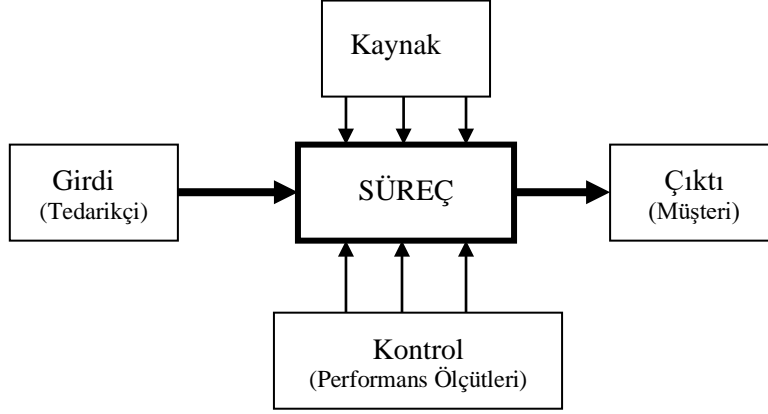 Kaynak
Girdi
(Tedarikçi)
SÜREÇ
Çıktı
(Müşteri)
Kontrol
(Performans Ölçütleri)